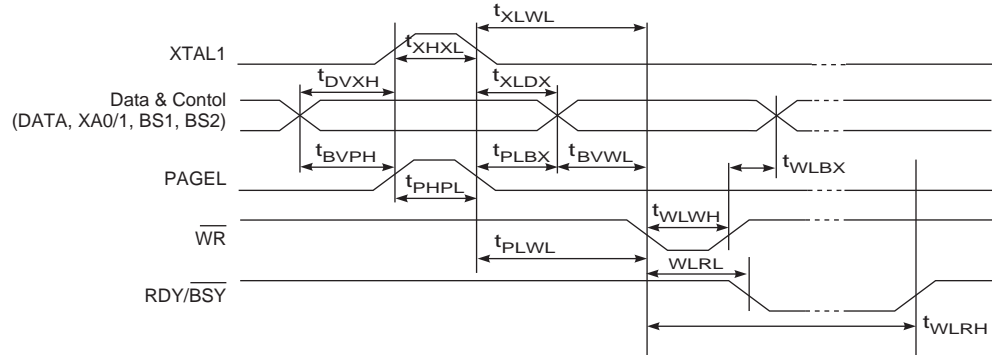 tXLWL
XTAL1
tXHXL
tDVXH
tXLDX
Data & Contol
(DATA, XA0/1, BS1, BS2)
tBVPH
tPLBX
tBVWL
tWLBX
PAGEL
tPHPL
tWLWH
WR
tPLWL
WLRL
RDY/BSY
tWLRH